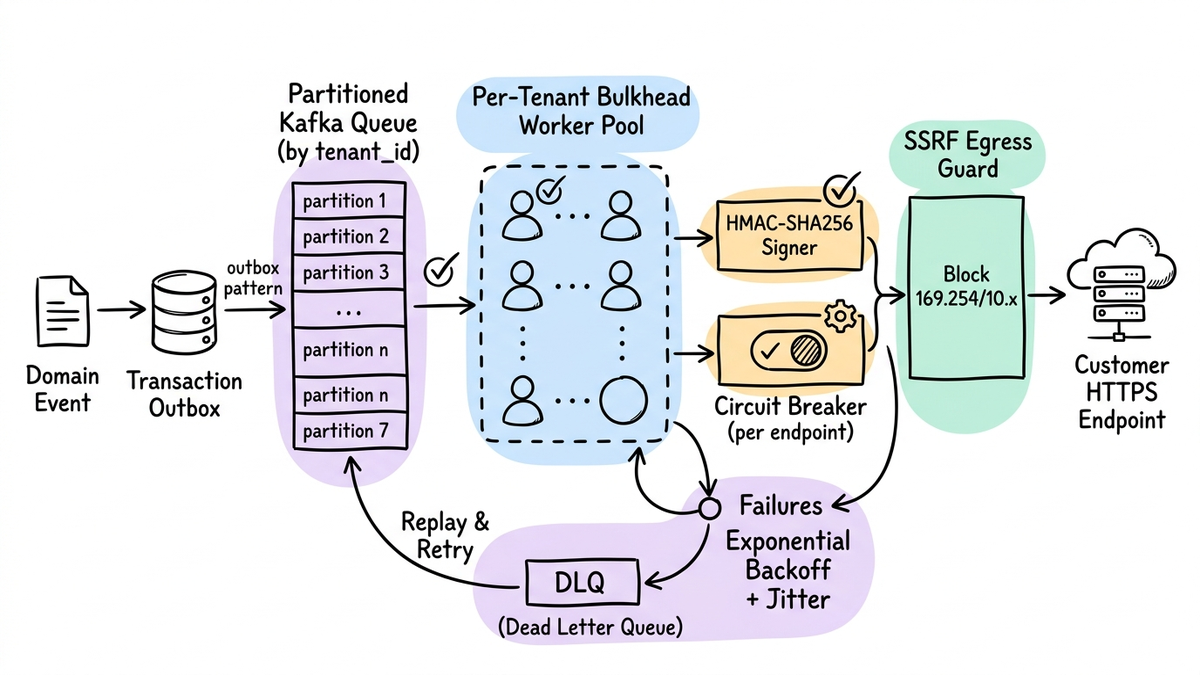 Domain
Event
Transaction
Outbox
outbox
pattern
Partitioned
Kafka Queue
(by tenant_id)
partition 1
partition 2
partition 3
...
partition n
partition n
partition 7
Per-Tenant Bulkhead
Worker Pool
HMAC-SHA256
Signer
Circuit Breaker
(per endpoint)
SSRF Egress
Guard
Block
169.254/10.x
Customer
HTTPS
Endpoint
Replay &
Retry
Failures
Exponential
Backoff
+ Jitter
DLQ
(Dead Letter Queue)